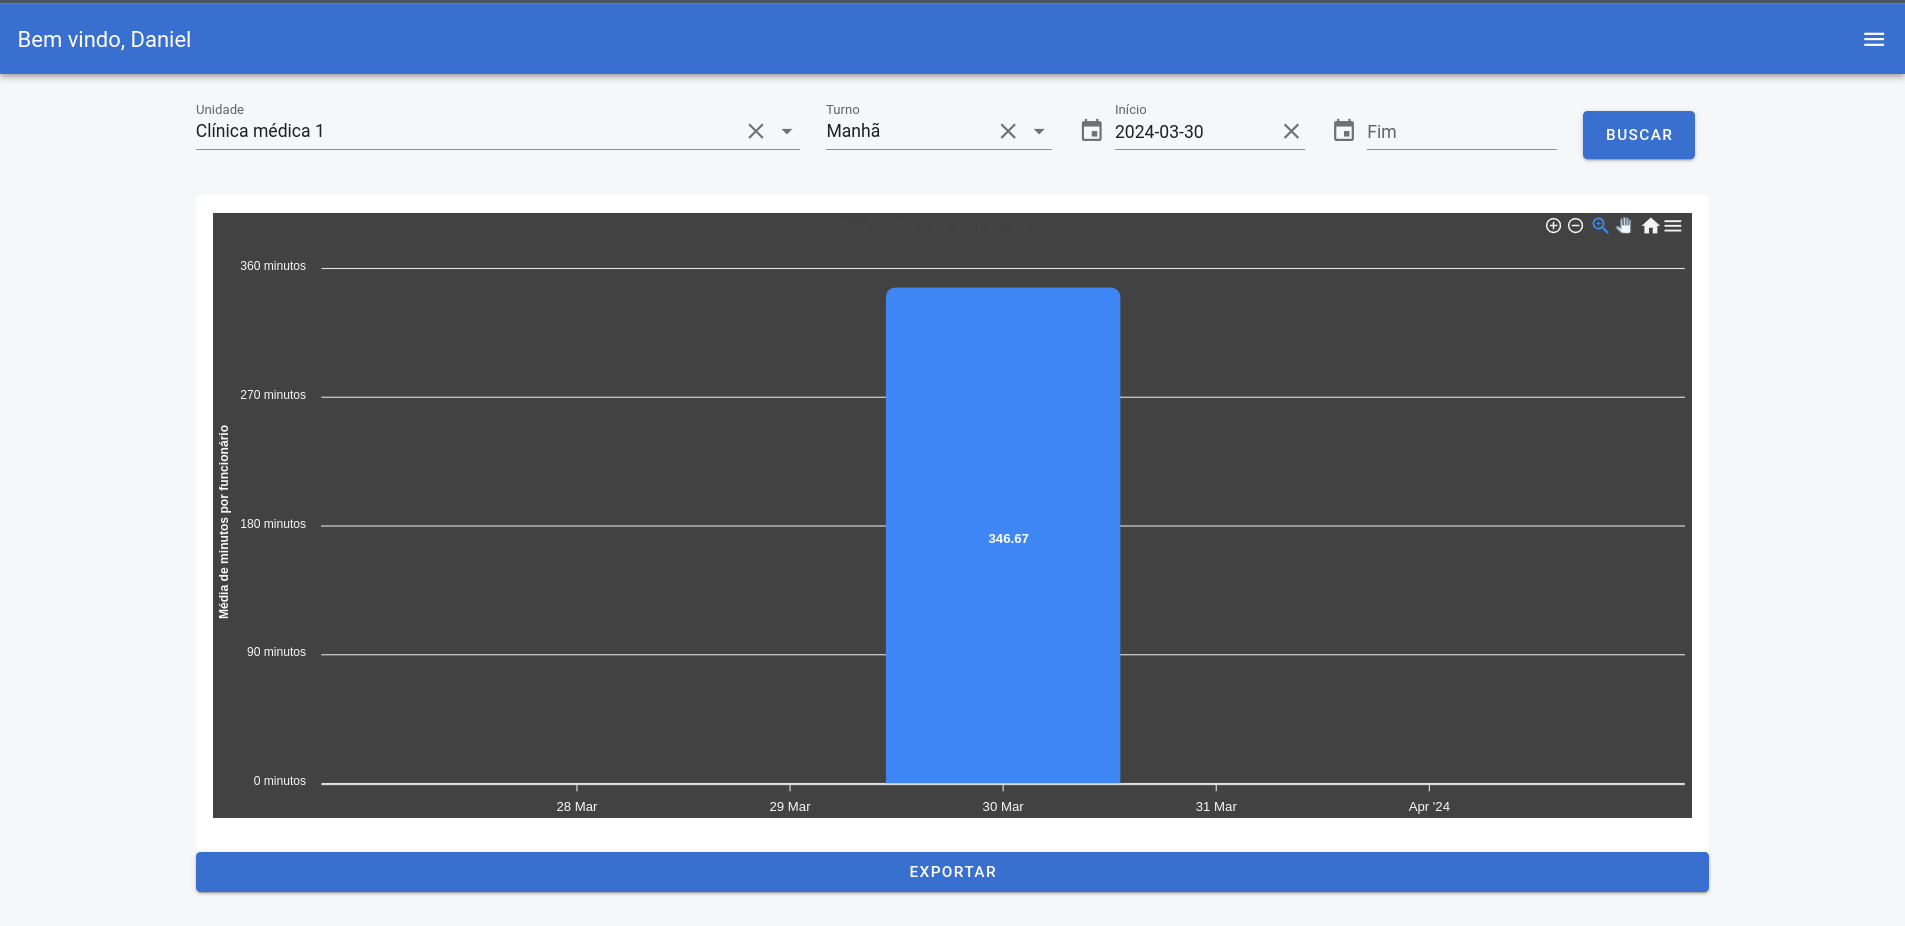 Bem vindo, Daniel
Unidade
Clínica médica 1
Turno
Manhã
Início
2024-03-30
Fim
BUSCAR
360 minutos
270 minutos
180 minutos
90 minutos
0 minutos
Média de minutos por funcionário
346.67
28 Mar
29 Mar
30 Mar
31 Mar
Apr '24
EXPORTAR